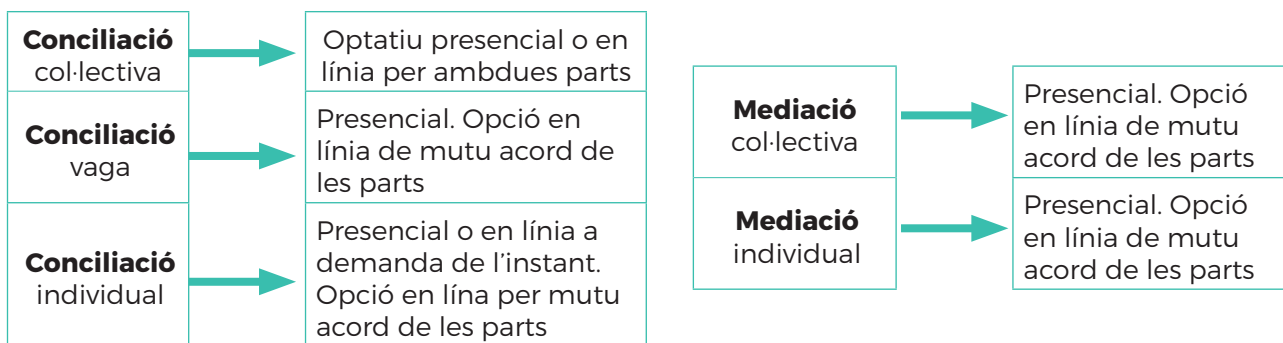 Conciliació
col·lectiva
Optatiu presencial o en
línia per ambdues parts
Conciliació
vaga
Presencial. Opció en
línia de mutu acord de
les parts
Conciliació
individual
Presencial o en línia a
demanda de l’instant.
Opció en lína per mutu
acord de les parts
Mediació
col·lectiva
Presencial. Opció
en línia de mutu
acord de les parts
Mediació
individual
Presencial. Opció
en línia de mutu
acord de les parts